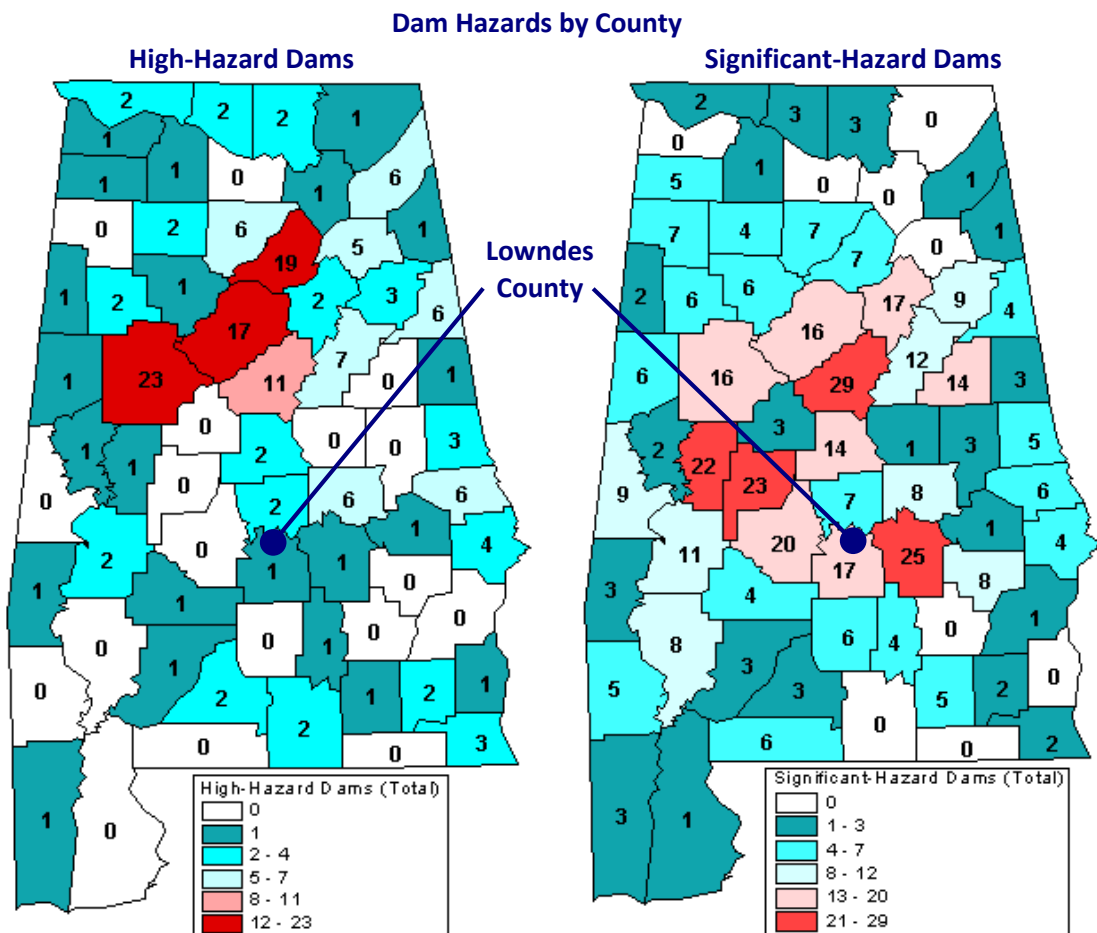 Dam Hazards by County
High-Hazard Dams
Significant-Hazard Dams
Lowndes
County
2 2 2 1
1
1 1 0 1 6
0 2 6 5 1
19
1 2 1 2 3 6
17
1 23 11 7 0 1
0 0 0 3
1 1 2
0 0 2 6 6
2 0 1 4
1 1 1 0
1 0
0 0 1 0
0 1 2 1 2 1
2
0 0 3
1 0
High-Hazard Dams (Total)
0
1
2 - 4
5 - 7
8 - 11
12 - 23
2 3 3 0
0
5 1 0 0 1
7 4 7 7 0 1
2 6 6 17 9 4
16
6 16 29 12 14 3
2 3 14 1 3 5
9 22 23 7 8 6
11 20 25 1 4
3 4 17 8
8 6 4 0 1
5 3 3 5 2 0
6 0 0 2
3 1
Significant-Hazard Dams (Total)
0
1 - 3
4 - 7
8 - 12
13 - 20
21 - 29